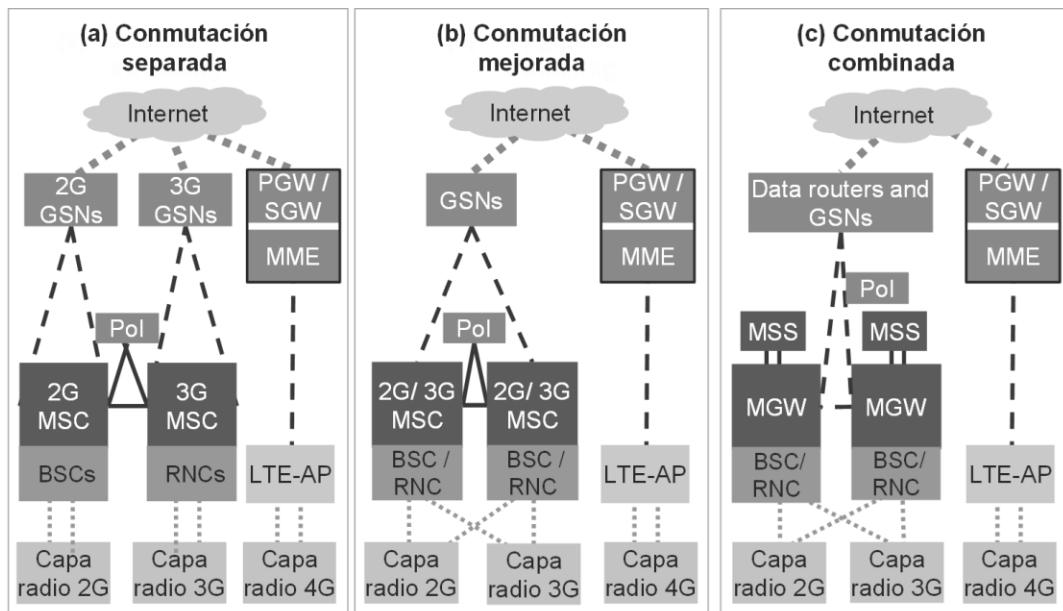 (a) Conmutación
separada
Internet
2G
GSNs
3G
GSNs
PGW /
SGW
MME
PoI
2G
MSC
3G
MSC
BSCs
RNCs
LTE-AP
Capa
radio 2G
Capa
radio 3G
Capa
radio 4G
(b) Conmutación
mejorada
Internet
GSNs
PGW /
SGW
MME
PoI
2G/ 3G
MSC
2G/ 3G
MSC
BSC /
RNC
BSC /
RNC
LTE-AP
Capa
radio 2G
Capa
radio 3G
Capa
radio 4G
(c) Conmutación
combinada
Internet
Data routers and
GSNs
PGW /
SGW
MME
PoI
MSS
MSS
MGW
MGW
BSC/
RNC
BSC/
RNC
LTE-AP
Capa
radio 2G
Capa
radio 3G
Capa
radio 4G